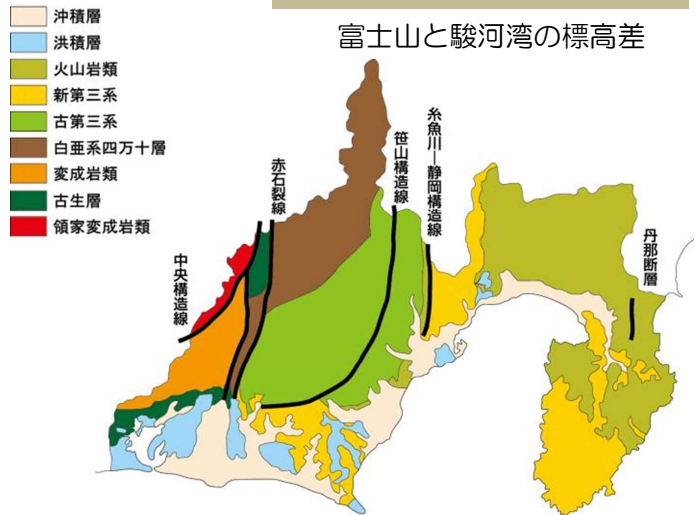 富士山と駿河湾の標高差
沖積層
洪積層
火山岩類
新第三系
古第三系
白亜系四万十層
変成岩類
古生層
領家変成岩類
中央構造線
赤石裂線
笹山構造線
糸魚川―静岡構造線
丹那断層